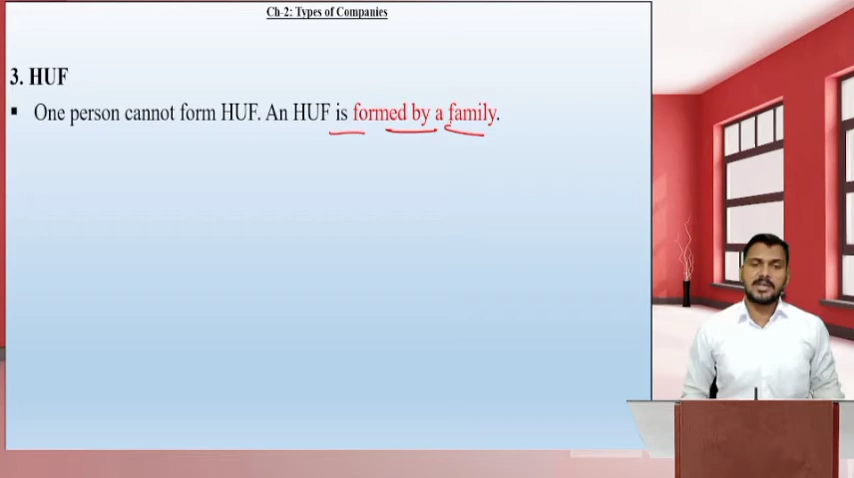 Ch-2: Types of Companies
3. HUF
▪ One person cannot form HUF. An HUF is formed by a family.